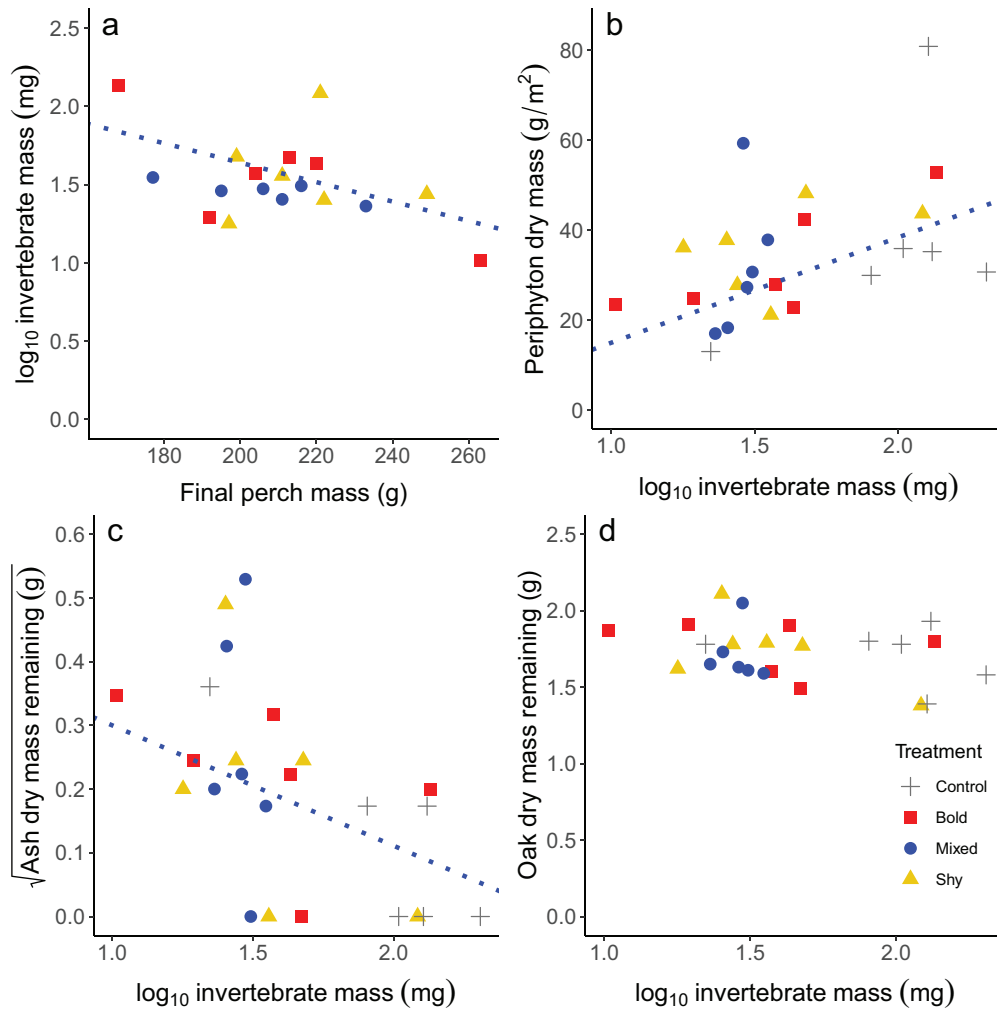 a
log₁₀ invertebrate mass (mg)
2.5
2.0
1.5
1.0
0.5
0.0
180 200 220 240 260
Final perch mass (g)
b
Periphyton dry mass (g/m²)
80
60
40
20
0
1.0 1.5 2.0
log₁₀ invertebrate mass (mg)
c
√Ash dry mass remaining (g)
0.6
0.5
0.4
0.3
0.2
0.1
0.0
1.0 1.5 2.0
log₁₀ invertebrate mass (mg)
d
Oak dry mass remaining (g)
2.5
2.0
1.5
1.0
0.5
0.0
1.0 1.5 2.0
log₁₀ invertebrate mass (mg)
Treatment
Control
Bold
Mixed
Shy